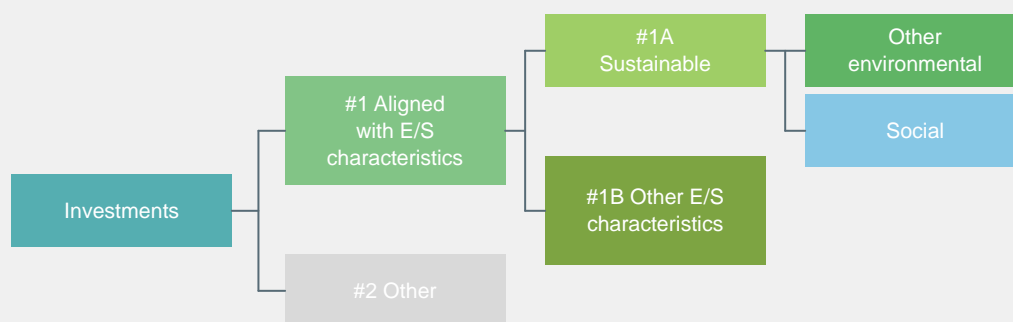 Investments
#1 Aligned
with E/S
characteristics
#2 Other
#1A
Sustainable
#1B Other E/S
characteristics
Other
environmental
Social